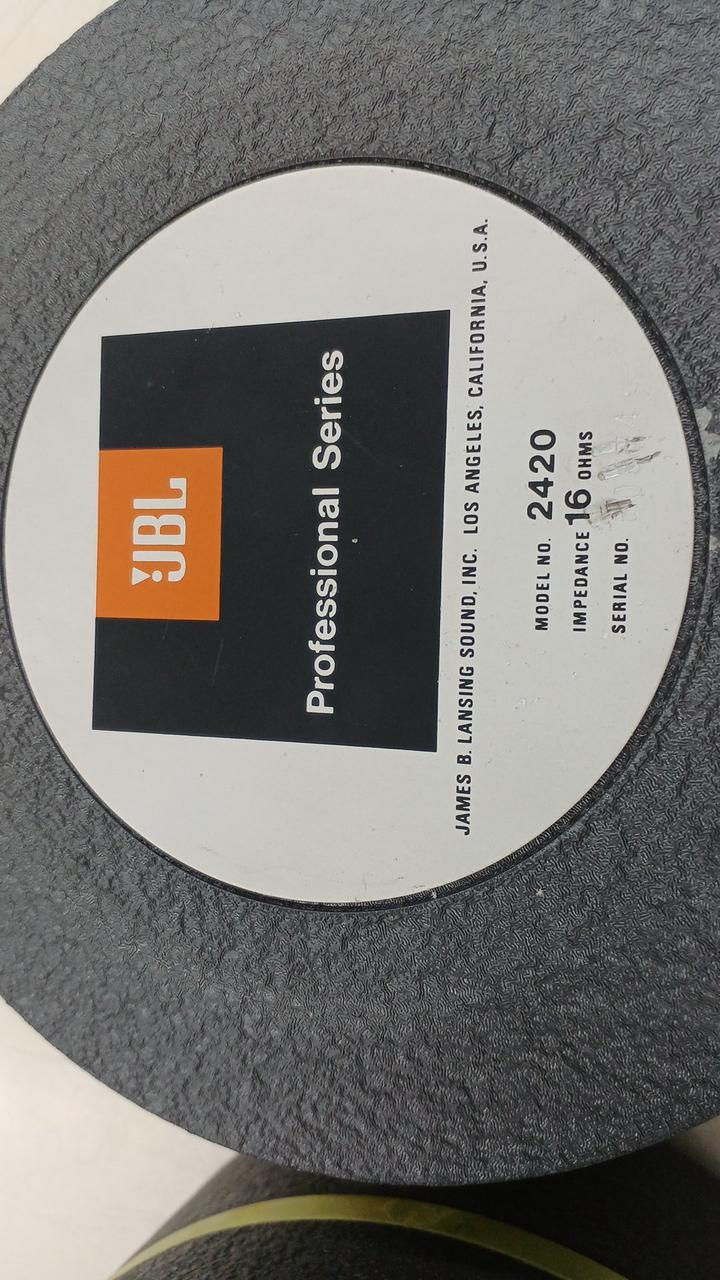 JBL
Professional Series
JAMES B. LANSING SOUND, INC. LOS ANGELES, CALIFORNIA, U.S.A.
MODEL NO. 2420
IMPEDANCE 16 OHMS
SERIAL NO.